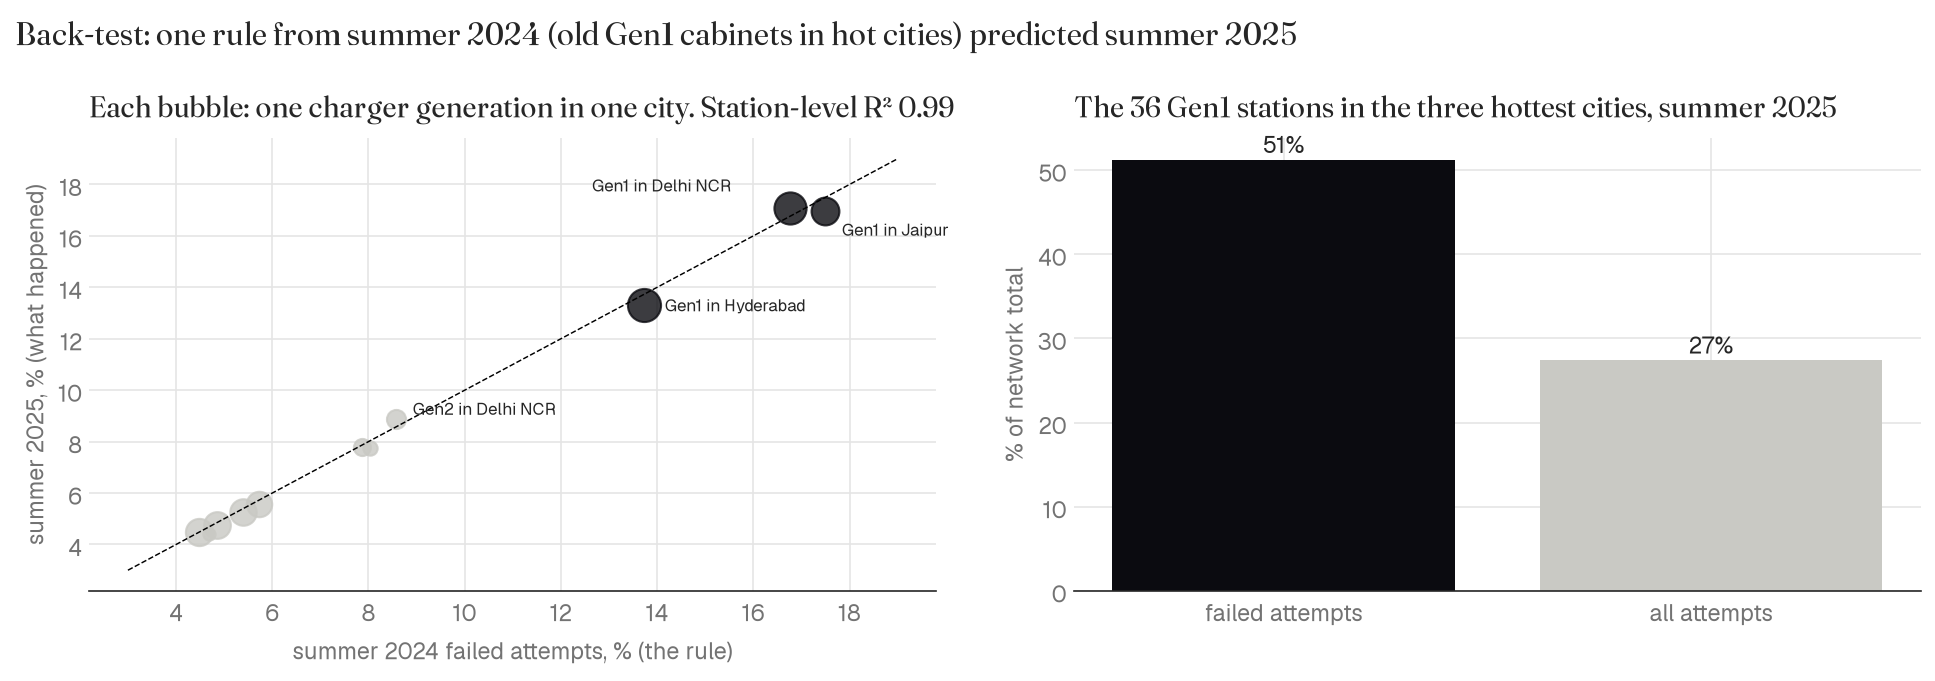 Back-test: one rule from summer 2024 (old Gen1 cabinets in hot cities) predicted summer 2025
Each bubble: one charger generation in one city. Station-level R² 0.99
summer 2025, % (what happened)
18
16
14
12
10
8
6
4
Gen1 in Delhi NCR
Gen1 in Jaipur
Gen1 in Hyderabad
Gen2 in Delhi NCR
4 6 8 10 12 14 16 18
summer 2024 failed attempts, % (the rule)
The 36 Gen1 stations in the three hottest cities, summer 2025
% of network total
50
40
30
20
10
0
51%
27%
failed attempts all attempts